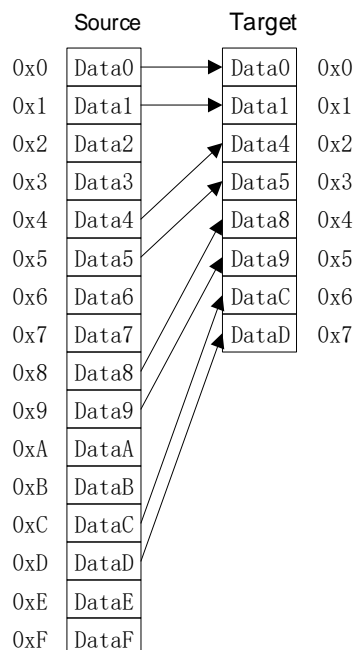 Source Target
0x0 Data0 Data0 0x0
0x1 Data1 Data1 0x1
0x2 Data2 Data4 0x2
0x3 Data3 Data5 0x3
0x4 Data4 Data8 0x4
0x5 Data5 Data9 0x5
0x6 Data6 DataC 0x6
0x7 Data7 DataD 0x7
0x8 Data8
0x9 Data9
0xA DataA
0xB DataB
0xC DataC
0xD DataD
0xE DataE
0xF DataF